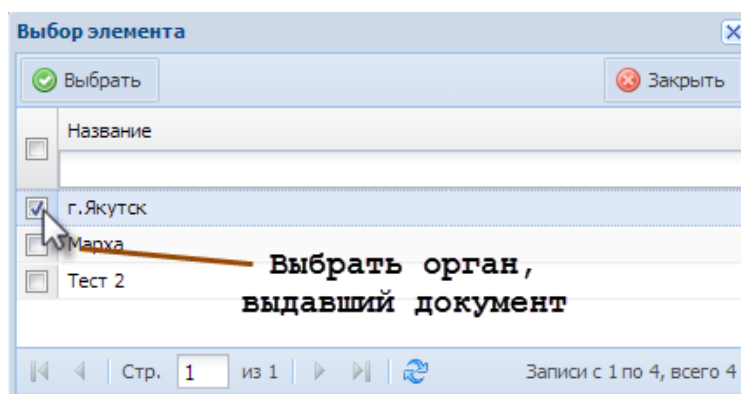 Выбор элемента
Выбрать Закрыть
Название
г.Якутск
Марха
Тест 2
Выбрать орган,
выдавший документ
Стр. 1 из 1 Записи с 1 по 4, всего 4